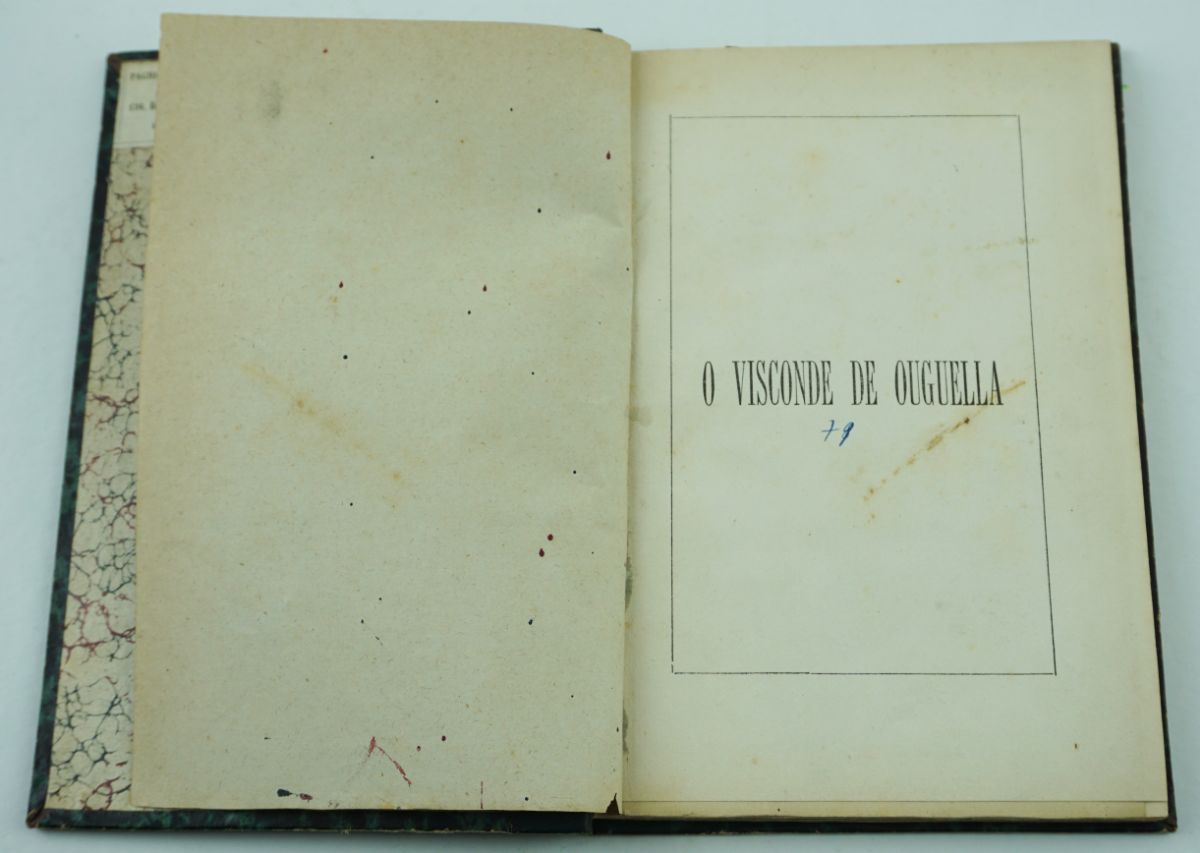 O VISCONDE DE OUGUELLA
79